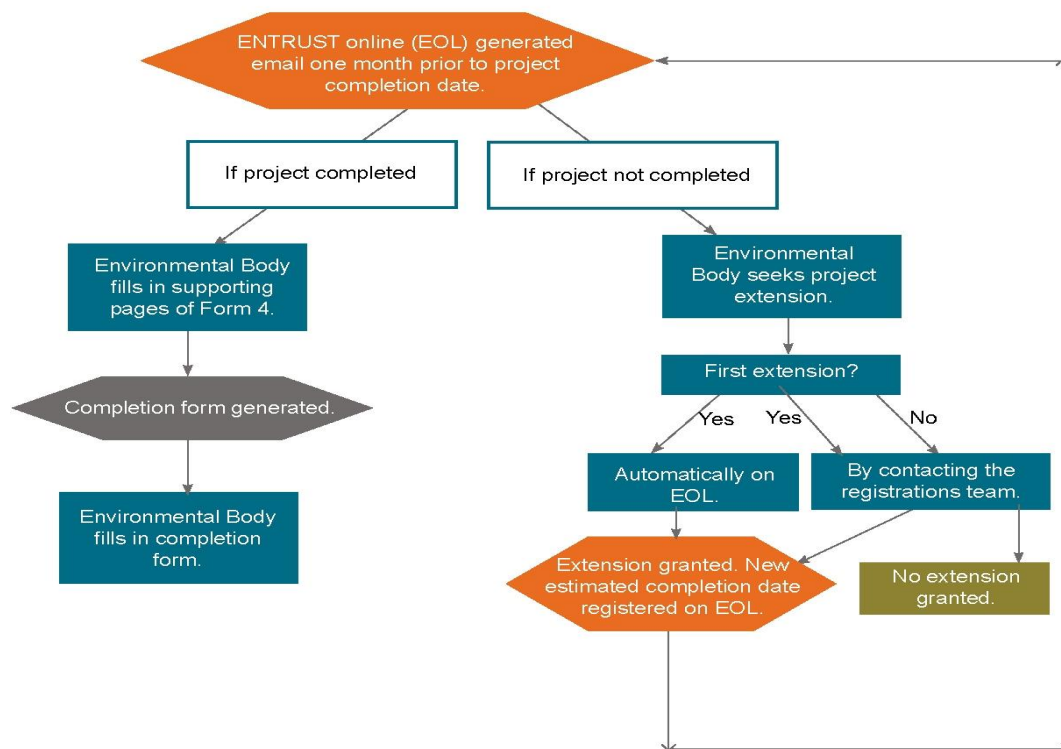 ENTRUST online (EOL) generated
email one month prior to project
completion date.
If project completed
If project not completed
Environmental Body
fills in supporting
pages of Form 4.
Environmental
Body seeks project
extension.
First extension?
Completion form generated.
Yes
Yes
No
Automatically on
EOL.
By contacting the
registrations team.
Environmental Body
fills in completion
form.
Extension granted. New
estimated completion date
registered on EOL.
No extension
granted.